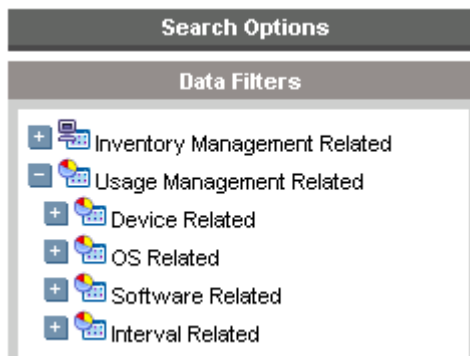 Search Options
Data Filters
Inventory Management Related
Usage Management Related
Device Related
OS Related
Software Related
Interval Related